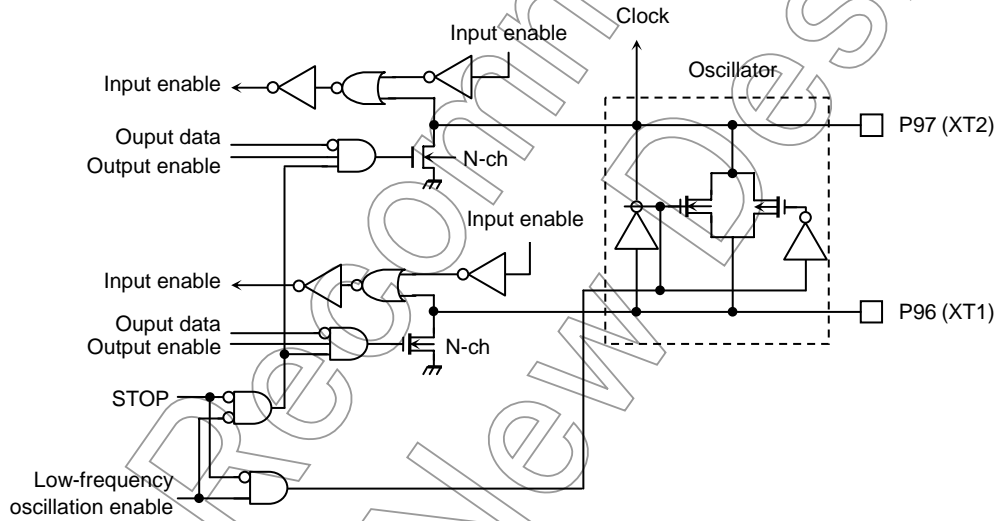 Clock
Input enable
Input enable
Oscillator
Ouput data
Output enable
N-ch
P97 (XT2)
Input enable
Input enable
Ouput data
Output enable
N-ch
P96 (XT1)
STOP
Low-frequency
oscillation enable